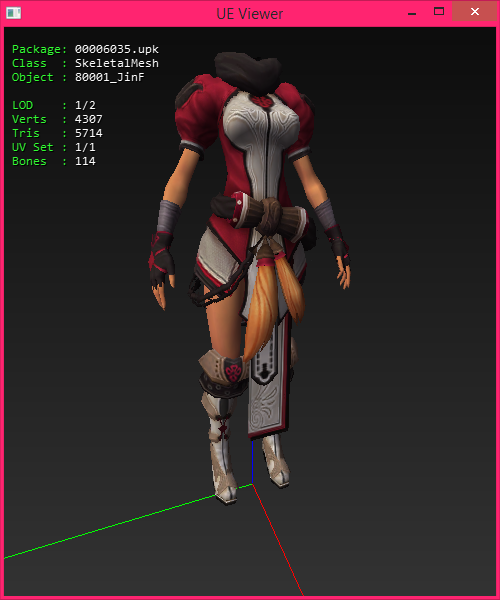 UE Viewer
Package: 00006035.upk
Class : SkeletalMesh
Object : 80001_JinF
LOD : 1/2
Verts : 4307
Tris : 5714
UV Set : 1/1
Bones : 114